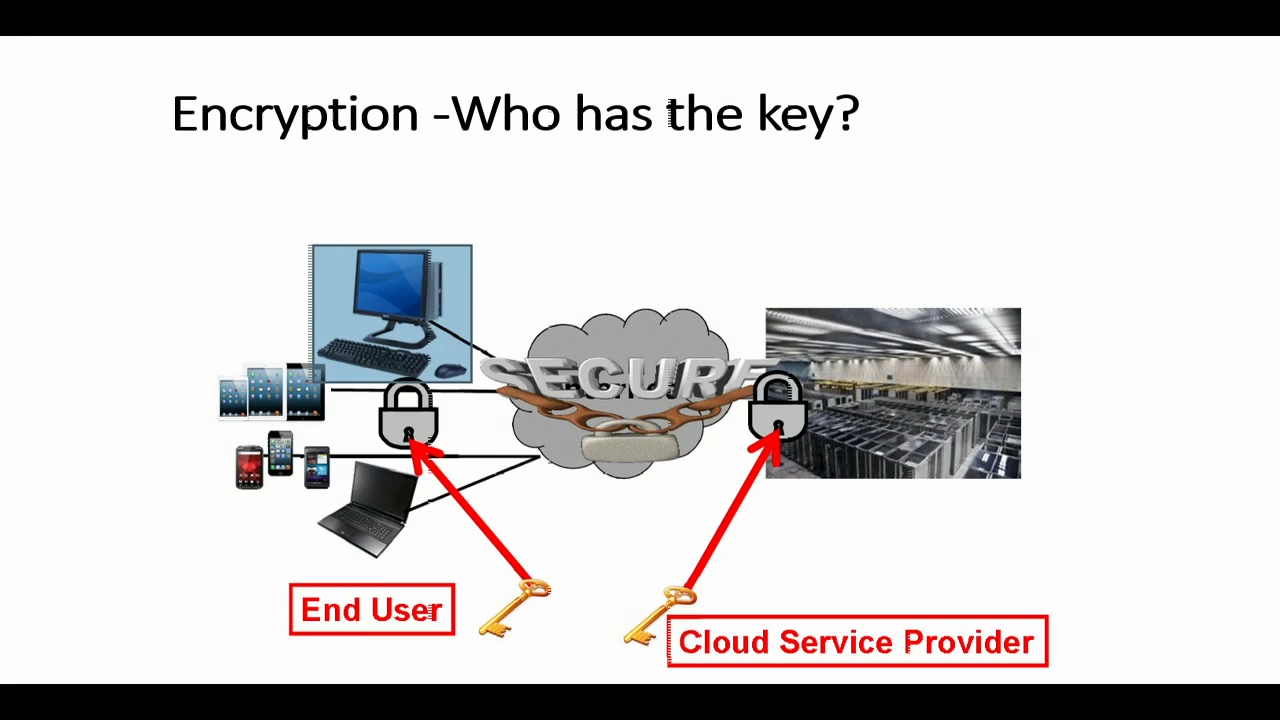 Encryption -Who has the key?
SECURE
End User
Cloud Service Provider